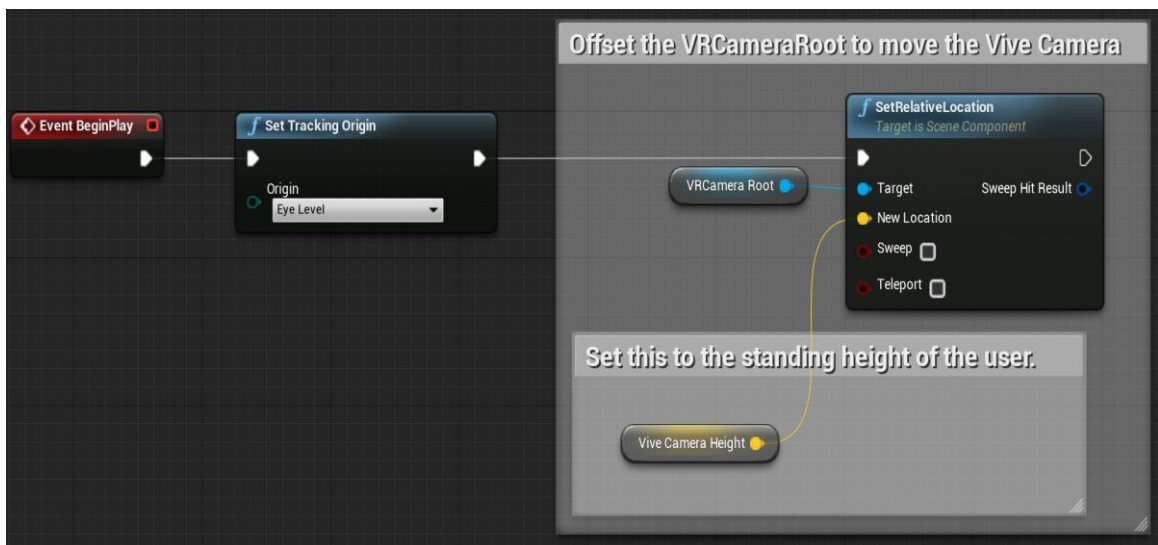 Offset the VRCameraRoot to move the Vive Camera
Event BeginPlay
f Set Tracking Origin
Origin
Eye Level
VRCamera Root
f SetRelativeLocation
Target is Scene Component
Target
Sweep Hit Result
New Location
Sweep
Teleport
Set this to the standing height of the user.
Vive Camera Height